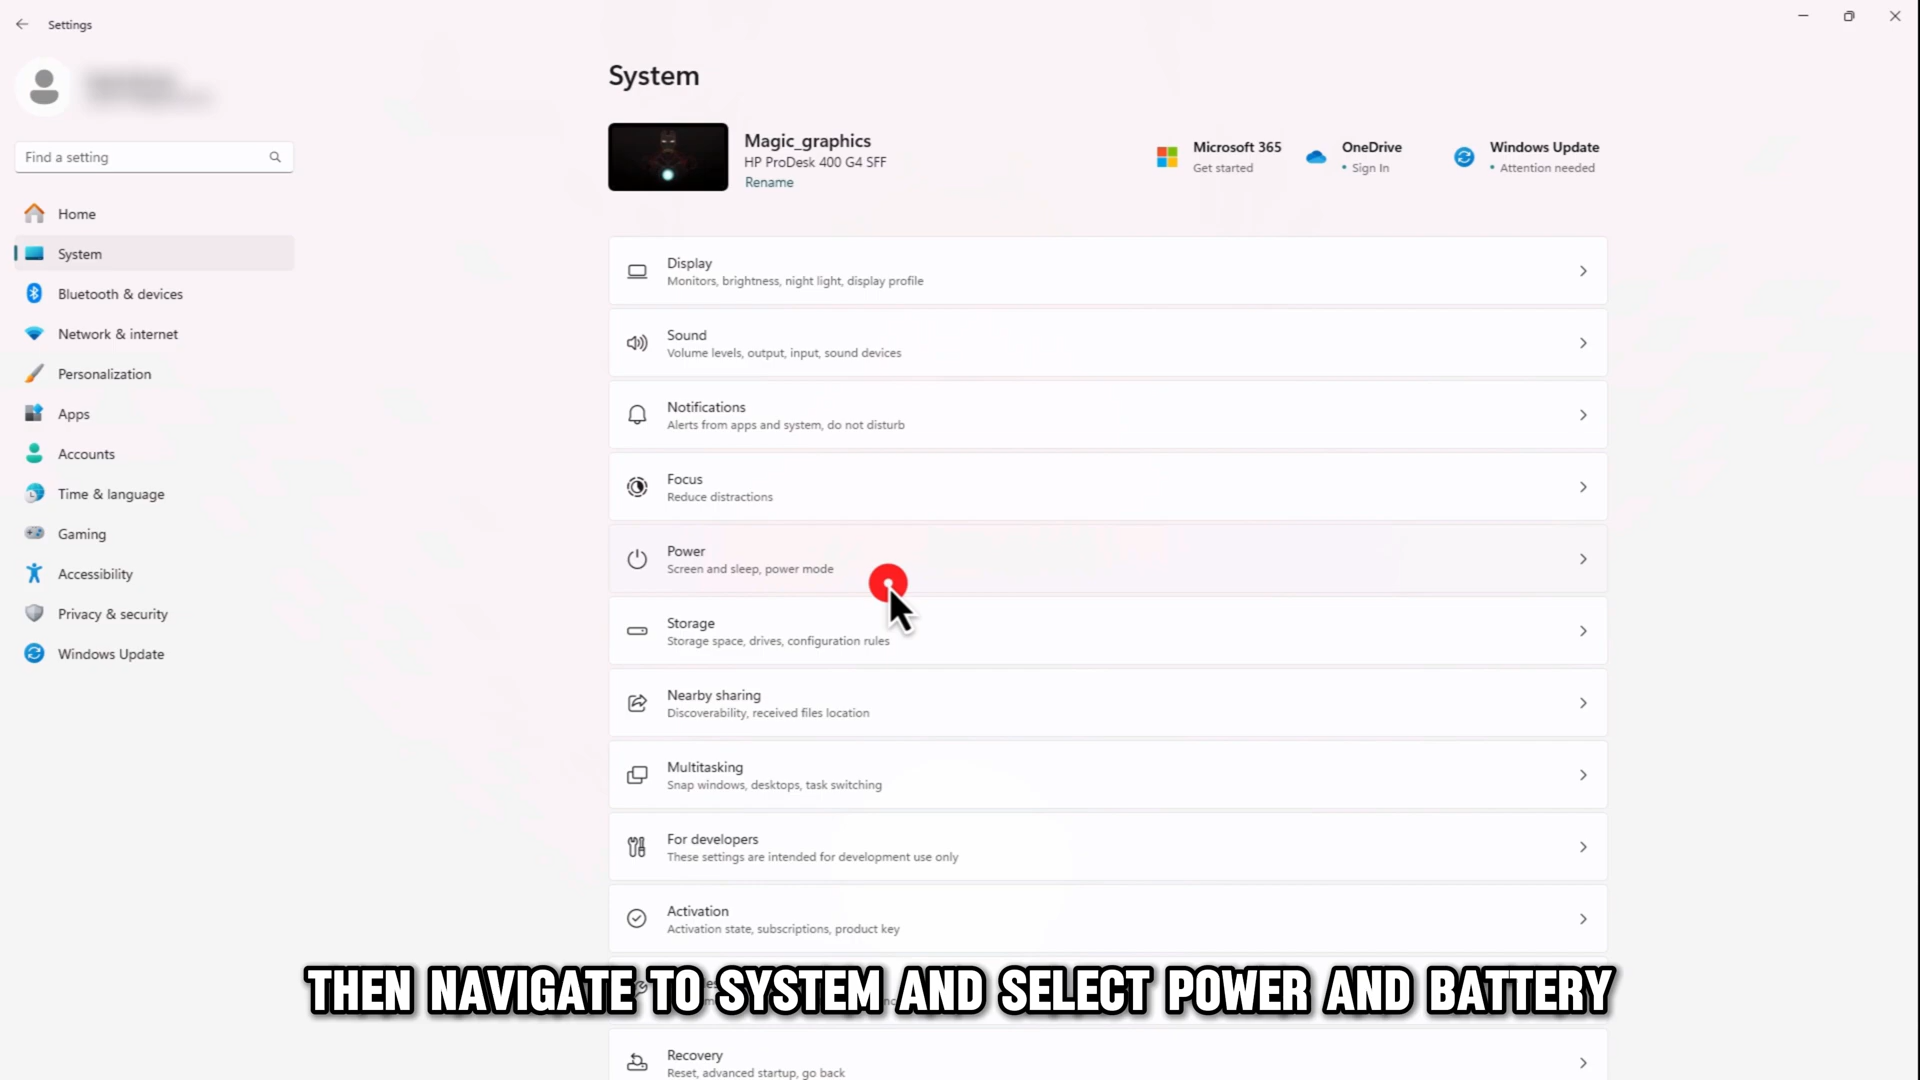 Settings
Find a setting
Home
System
Bluetooth & devices
Network & internet
Personalization
Apps
Accounts
Time & language
Gaming
Accessibility
Privacy & security
Windows Update
System
Magic_graphics
HP ProDesk 400 G4 SFF
Rename
Microsoft 365
Get started
OneDrive
• Sign In
Windows Update
• Attention needed
Display
Monitors, brightness, night light, display profile
Sound
Volume levels, output, input, sound devices
Notifications
Alerts from apps and system, do not disturb
Focus
Reduce distractions
Power
Screen and sleep, power mode
Storage
Storage space, drives, configuration rules
Nearby sharing
Discoverability, received files location
Multitasking
Snap windows, desktops, task switching
For developers
These settings are intended for development use only
Activation
Activation state, subscriptions, product key
THEN NAVIGATE TO SYSTEM AND SELECT POWER AND BATTERY
Recovery
Reset, advanced startup, go back